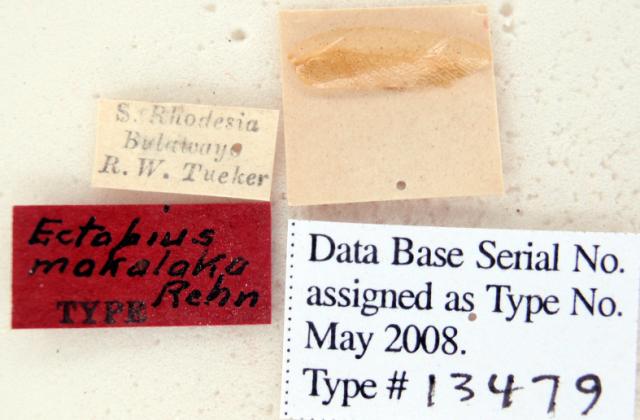 S. Rhodesia
Bulawayo
R. W. Tucker
Ectobius
makalaka
Rehn
TYPE
Data Base Serial No.
assigned as Type No.
May 2008.
Type # 13479